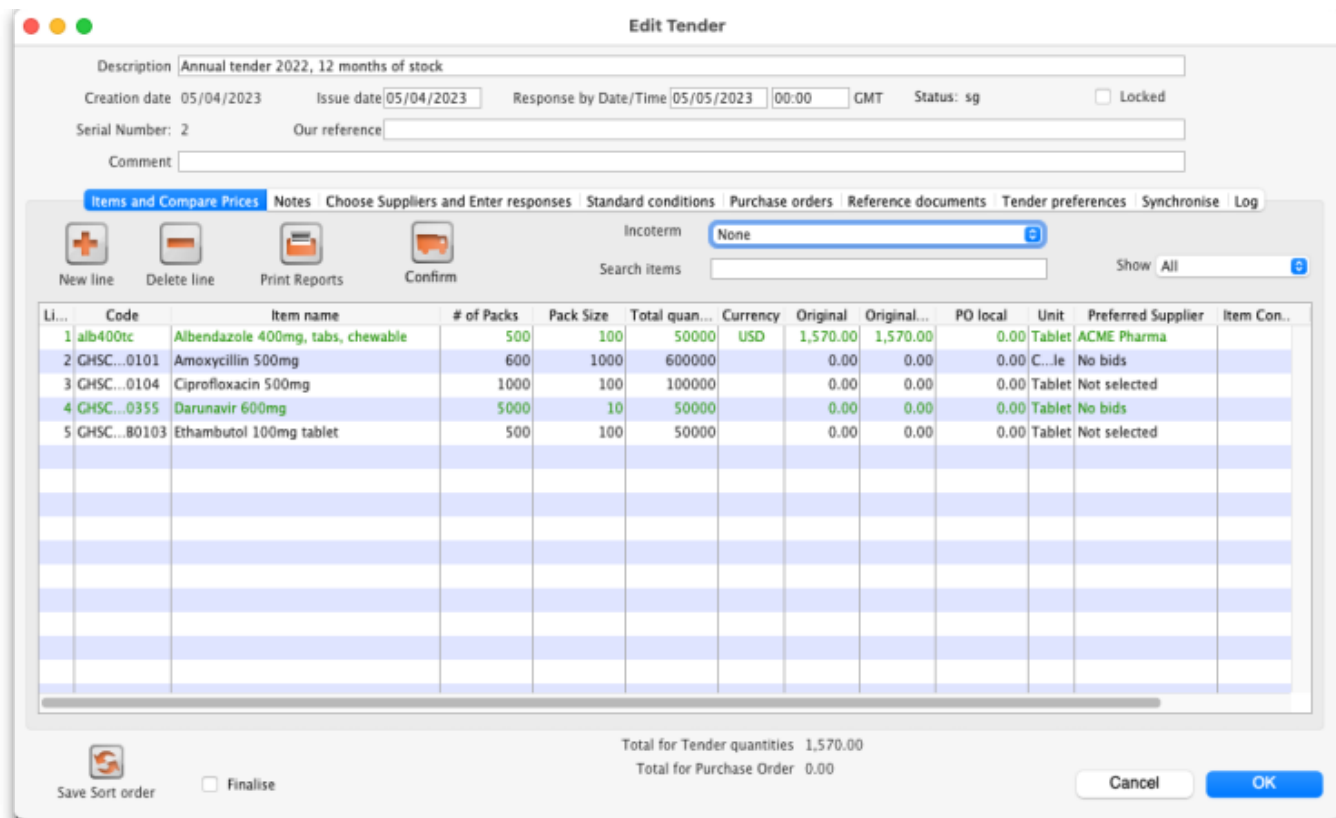 Edit Tender
Description Annual tender 2022, 12 months of stock
Creation date 05/04/2023 Issue date 05/04/2023 Response by Date/Time 05/05/2023 00:00 GMT Status: sg Locked
Serial Number: 2 Our reference
Comment
Items and Compare Prices Notes Choose Suppliers and Enter responses Standard conditions Purchase orders Reference documents Tender preferences Synchronise Log
Incoterm None
New line Delete line Print Reports Confirm Search items Show All
Li... Code Item name # of Packs Pack Size Total quan... Currency Original Original... PO local Unit Preferred Supplier Item Con..
1 alb400tc Albendazole 400mg, tabs, chewable 500 100 50000 USD 1,570.00 1,570.00 0.00 Tablet ACME Pharma
2 GHSC...0101 Amoxycillin 500mg 600 1000 600000 0.00 0.00 0.00 C...le No bids
3 GHSC...0104 Ciprofloxacin 500mg 1000 100 100000 0.00 0.00 0.00 Tablet Not selected
4 GHSC...0355 Darunavir 600mg 5000 10 50000 0.00 0.00 0.00 Tablet No bids
5 GHSC...B0103 Ethambutol 100mg tablet 500 100 50000 0.00 0.00 0.00 Tablet Not selected
Total for Tender quantities 1,570.00
Total for Purchase Order 0.00
Save Sort order Finalise Cancel OK